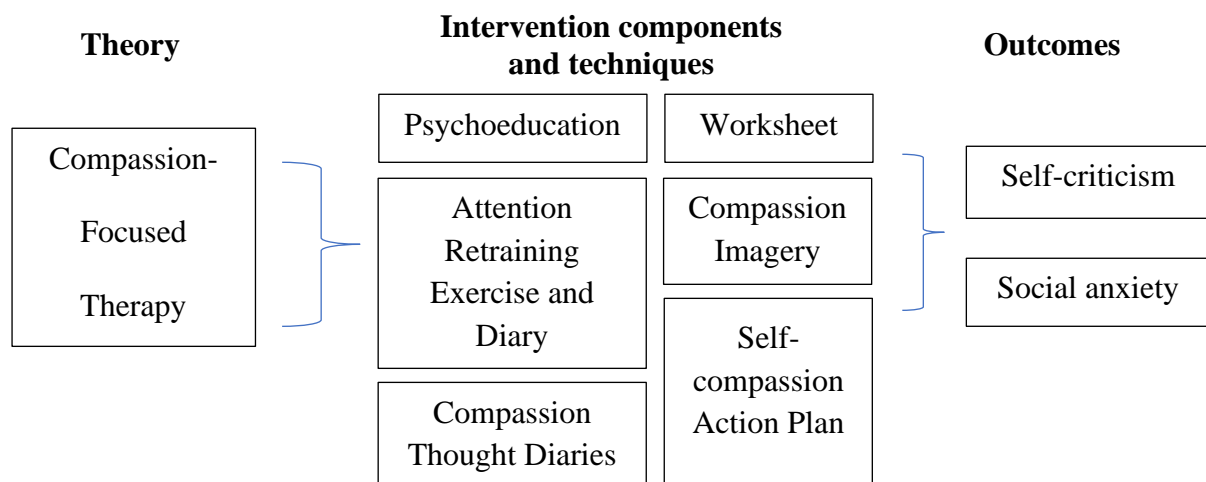 Theory
Intervention components
and techniques
Outcomes
Compassion-
Focused
Therapy
Psychoeducation
Attention
Retraining
Exercise and
Diary
Compassion
Thought Diaries
Worksheet
Compassion
Imagery
Self-
compassion
Action Plan
Self-criticism
Social anxiety